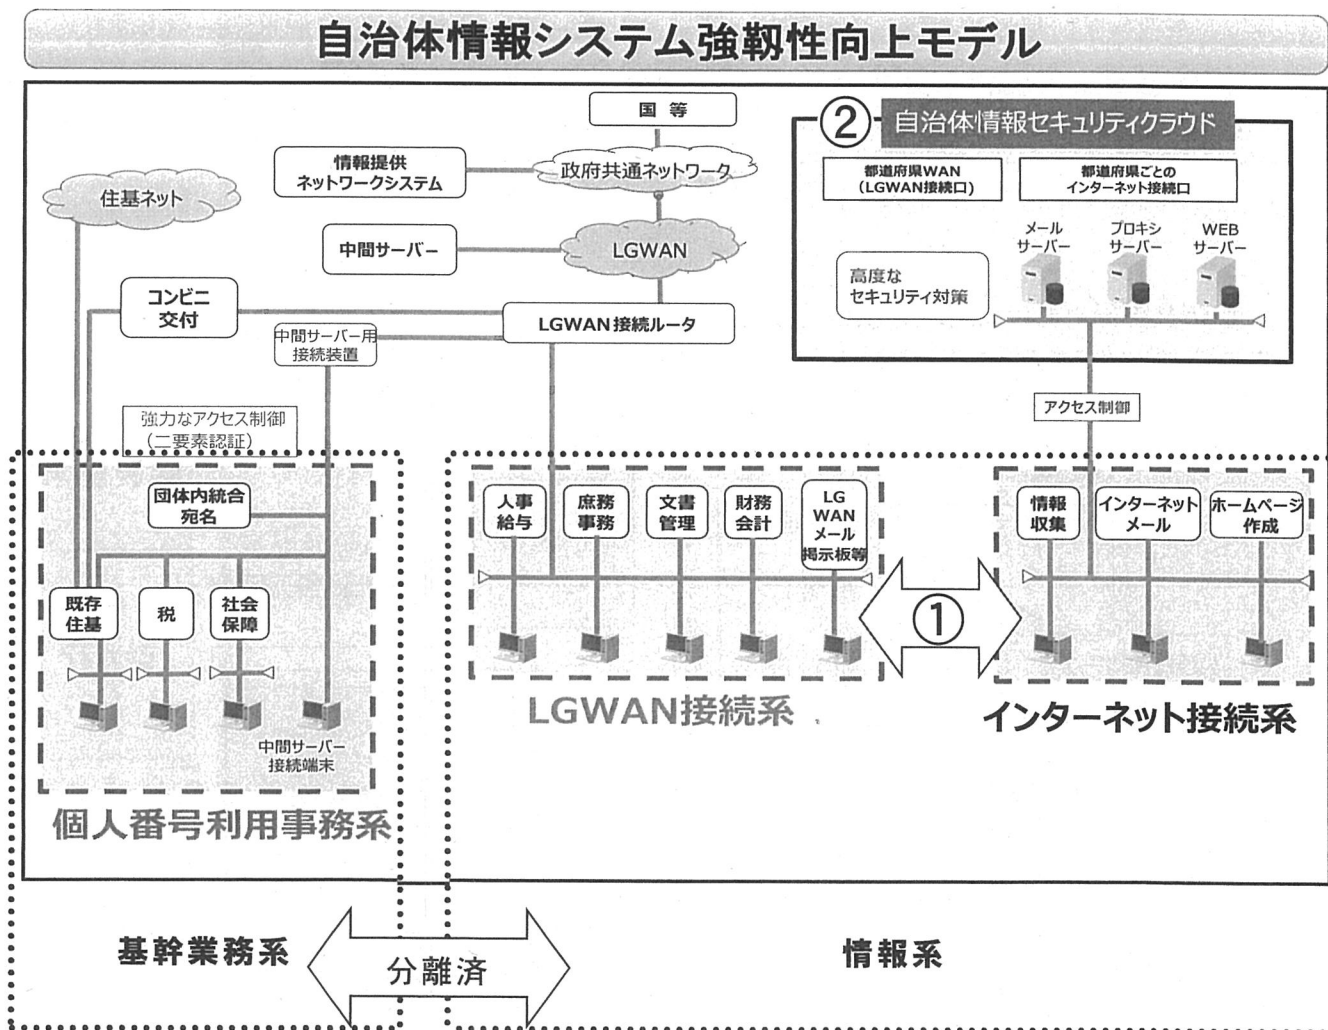 自治体情報システム強靱性向上モデル
国 等
情報提供
ネットワークシステム
政府共通ネットワーク
住基ネット
中間サーバー
LGWAN
コンビニ
交付
LGWAN接続ルータ
中間サーバー用
接続装置
② 自治体情報セキュリティクラウド
都道府県WAN
(LGWAN接続口)
都道府県ごとの
インターネット接続口
メール
サーバー
プロキシ
サーバー
WEB
サーバー
高度な
セキュリティ対策
アクセス制御
強力なアクセス制御
(二要素認証)
団体内統合
宛名
既存
住基
税
社会
保障
中間サーバー
接続端末
個人番号利用事務系
人事
給与
庶務
事務
文書
管理
財務
会計
LG
WAN
メール
掲示板等
LGWAN接続系
①
情報
収集
インターネット
メール
ホームページ
作成
インターネット接続系
基幹業務系
分離済
情報系